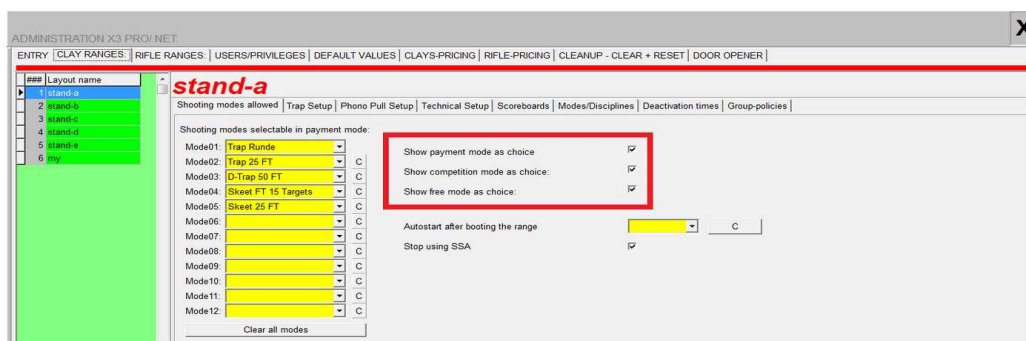 X
ADMINISTRATION X3 PRO/ NET
ENTRY CLAY RANGES: RIFLE RANGES: USERS/PRIVILEGES DEFAULT VALUES CLAYS-PRICING RIFLE-PRICING CLEANUP - CLEAR + RESET DOOR OPENER
### Layout name
1 stand-a
2 stand-b
3 stand-c
4 stand-d
5 stand-e
6 my
stand-a
Shooting modes allowed Trap Setup Phono Pull Setup Technical Setup Scoreboards Modes/Disciplines Deactivation times Group-policies
Shooting modes selectable in payment mode:
Mode01: Trap Runde
Mode02: Trap 25 FT C
Mode03: D-Trap 50 FT C
Mode04: Skeet FT 15 Targets C
Mode05: Skeet 25 FT C
Mode06: C
Mode07: C
Mode08: C
Mode09: C
Mode10: C
Mode11: C
Mode12: C
Clear all modes
Show payment mode as choice
Show competition mode as choice:
Show free mode as choice:
Autostart after booting the range C
Stop using SSA